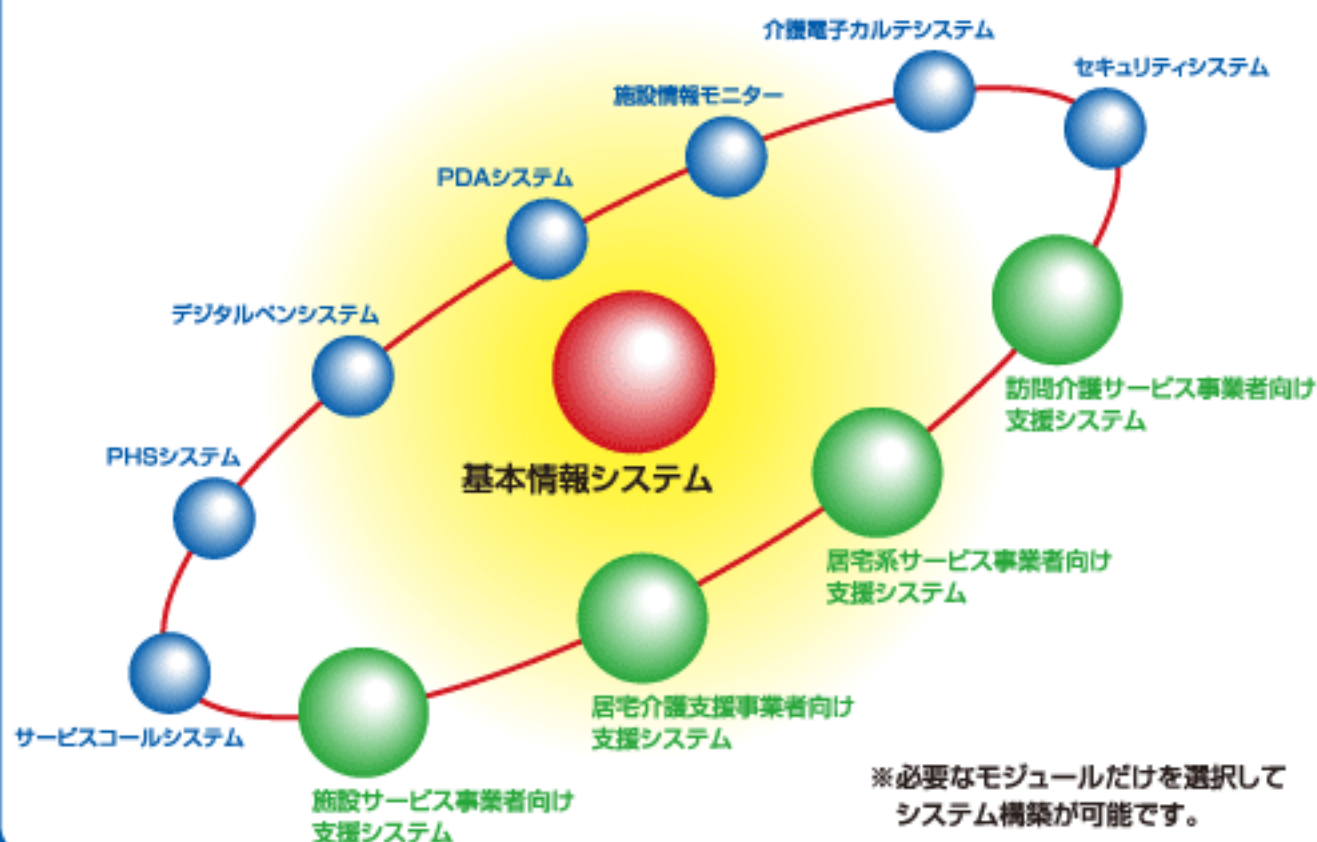 介護電子カルテシステム
セキュリティシステム
施設情報モニター
PDAシステム
デジタルペンシステム
訪問介護サービス事業者向け
支援システム
PHSシステム
基本情報システム
居宅系サービス事業者向け
支援システム
居宅介護支援事業者向け
支援システム
サービスコールシステム
施設サービス事業者向け
支援システム
※必要なモジュールだけを選択して
システム構築が可能です。